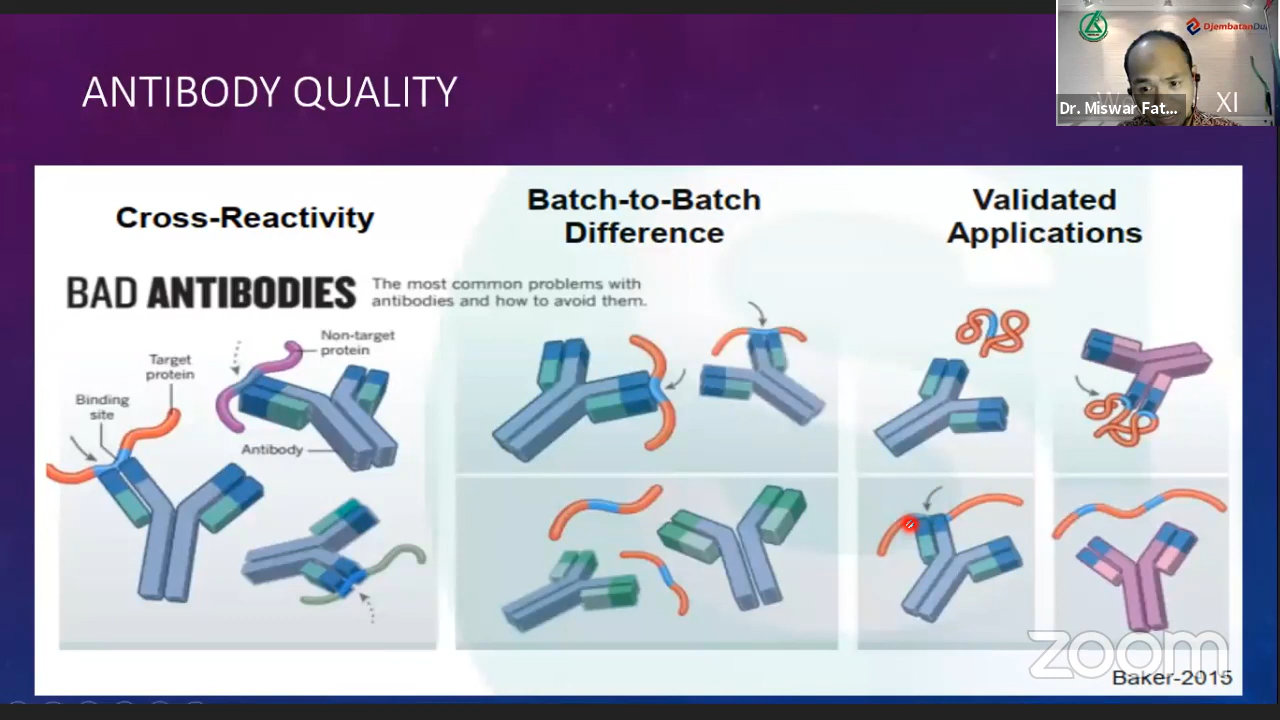 ANTIBODY QUALITY
DjembatanDu
Dr. Miswar Fat...
XI
Cross-Reactivity
Batch-to-Batch
Difference
Validated
Applications
BAD ANTIBODIES
The most common problems with
antibodies and how to avoid them.
Non-target
protein
Target
protein
Binding
site
Antibody
zoom
Baker-2015